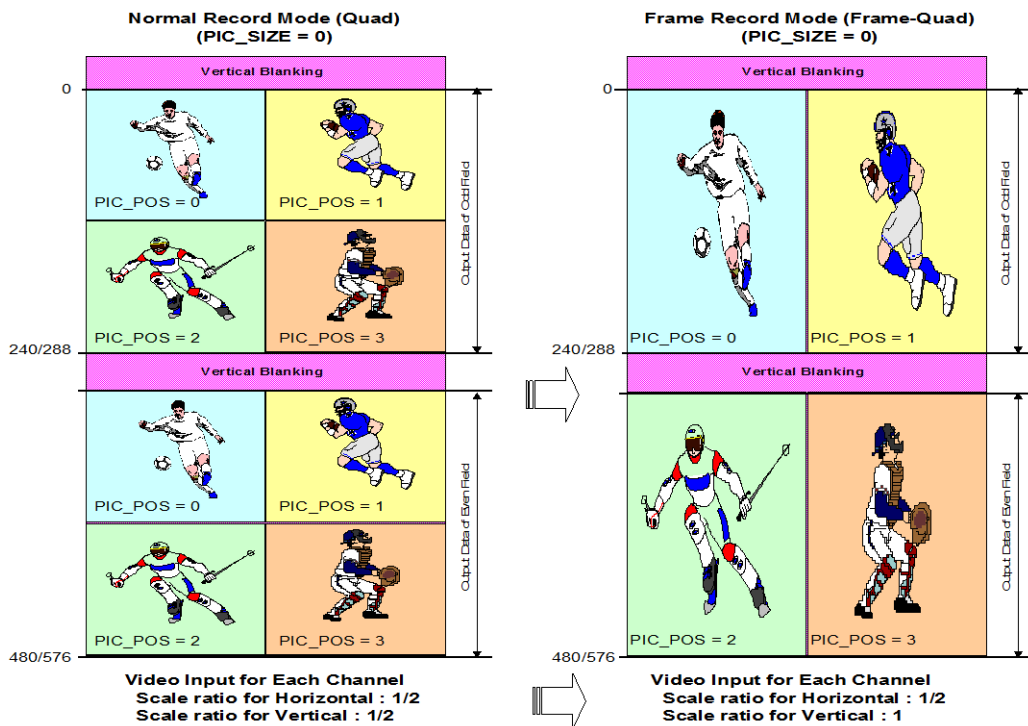 Normal Record Mode (Quad)
(PIC_SIZE = 0)
Vertical Blanking
0
PIC_POS = 0
PIC_POS = 1
PIC_POS = 2
PIC_POS = 3
Output Data of Odd Field
240/288
Vertical Blanking
PIC_POS = 0
PIC_POS = 1
PIC_POS = 2
PIC_POS = 3
Output Data of Even Field
480/576
Video Input for Each Channel
Scale ratio for Horizontal : 1/2
Scale ratio for Vertical : 1/2
Frame Record Mode (Frame-Quad)
(PIC_SIZE = 0)
Vertical Blanking
0
PIC_POS = 0
PIC_POS = 1
Output Data of Odd Field
240/288
Vertical Blanking
PIC_POS = 2
PIC_POS = 3
Output Data of Even Field
480/576
Video Input for Each Channel
Scale ratio for Horizontal : 1/2
Scale ratio for Vertical : 1